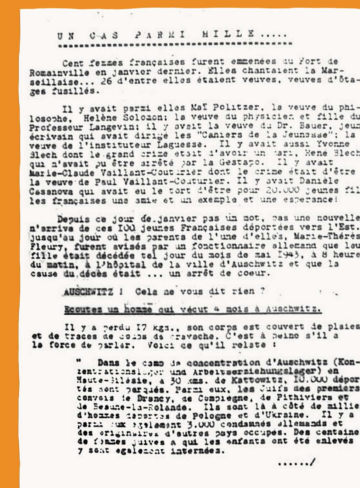 UN CAS PARMI MILLE.....
Cent femmes françaises furent emmenées au Fort de
Romainville en janvier dernier. Elles chantaient la Mar-
seillaise... 26 d'entre elles étaient veuves, veuves d'ôta-
ges fusillés.
Il y avait parmi elles Maï Politzer, la veuve du phi-
losophe, Hélène Solomon; la veuve du physicien et fille du
Professeur Langevin; il y avait la veuve du Dr. Bauer, jeune
écrivain qui avait dirigé les "Cahiers de la Jeunesse"; la
veuve de l'instituteur Laguesse. Il y avait aussi Yvonne
Blech dont le grand crime était d'avoir un mari, René Blech
qui n'avait pu être arrêté par la Gestapo. Il y avait
Marie-Claude Vaillant-Couturier dont le crime était d'être
la veuve de Paul Vaillant-Couturier. Il y avait Danièle
Casanova qui avait eu le tort d'être pour 20.000 jeunes fil
les françaises une amie et un exemple et une espérance!
Depuis ce jour de janvier pas un mot, pas une nouvelle
n'arriva de ces 100 jeunes Françaises déportées vers l'Est.
jusqu'au jour où les parents de l'une d'elles, Marie-Thérès
Fleury, furent avisés par un fonctionnaire allemand que leu
fille était décédée tel jour du mois de mai 1943, à 8 heure
du matin, à l'hôpital de la ville d'Auschwitz et que la
cause du décès était ... un arrêt de coeur.
AUSCHWITZ ! Cela ne vous dit rien ?
Ecoutez un homme qui vécut 4 mois à Auschwitz.
Il y a perdu 17 kgs., son corps est couvert de plaies
et de traces de coups de cravache. C'est à peine s'il a
la force de parler. Voici ce qu'il relate :
" Dans le camp de concentration d'Auschwitz (Kon-
zentrationslager und Arbeitserziehungslager) en
Haute-Silésie, à 30 kms. de Kattowitz, 10.000 dépor
tés sont parqués. Parmi eux, les Juifs des premiers
convois de Drancy, de Compiègne, de Pithiviers et
de Beaune-la-Rolande. Ils sont là à côté de millie
d'hommes déportés de Pologne et d'Ukraine. Il y a
parmi eux également 3.000 condamnés allemands et
des originaires d'autres pays occupés. Des centaine
de femmes juives à qui les enfants ont été enlevés
y sont également internées.
....../